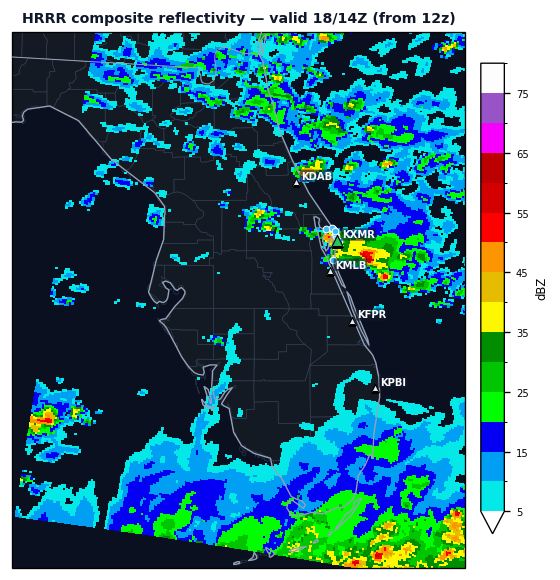 HRRR composite reflectivity — valid 18/14Z (from 12z)
KDAB
KXMR
KMLB
KFPR
KPBI
75
65
55
45
35
25
15
5
dBZ